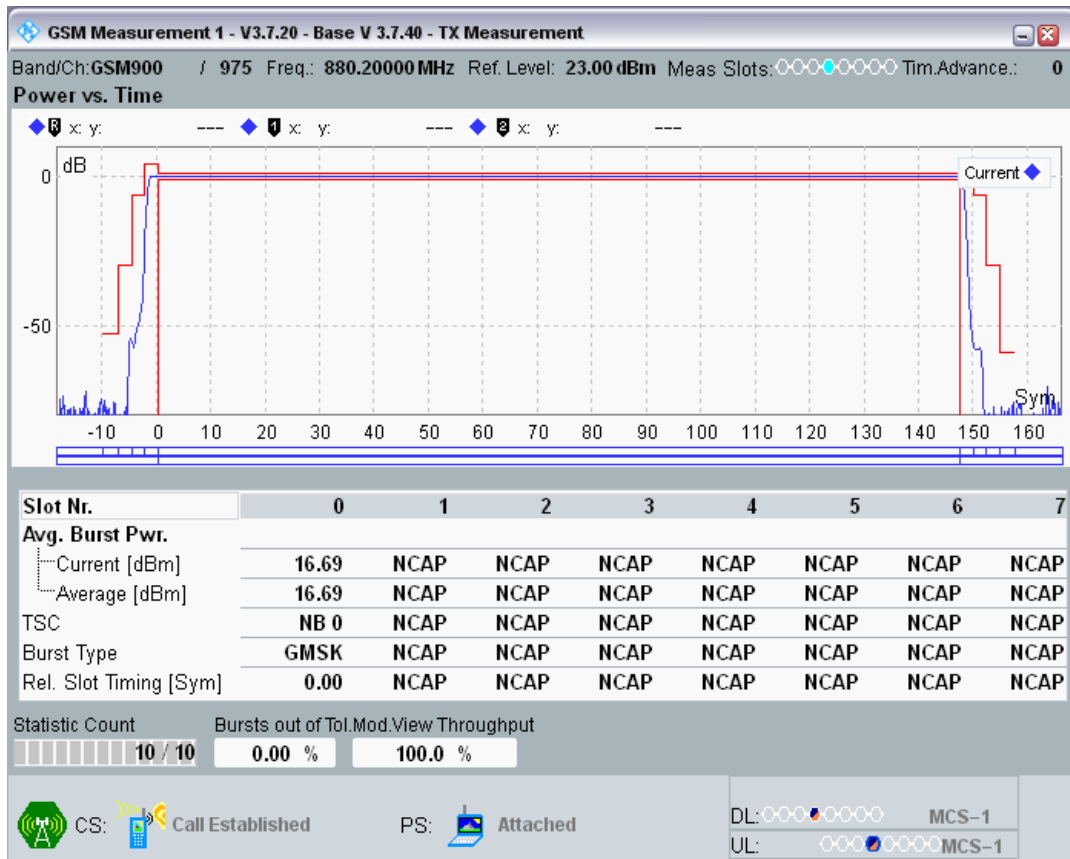 GSM Measurement 1 - V3.7.20 - Base V 3.7.40 - TX Measurement
Band/Ch:GSM900 / 975 Freq.: 880.20000 MHz Ref. Level: 23.00 dBm Meas Slots: Tim.Advance.: 0
Power vs. Time
R x: y: --- 1 x: y: --- 2 x: y: ---
dB
Current
0
-50
Sym
-10 0 10 20 30 40 50 60 70 80 90 100 110 120 130 140 150 160
Slot Nr. 0 1 2 3 4 5 6 7
Avg. Burst Pwr.
Current [dBm] 16.69 NCAP NCAP NCAP NCAP NCAP NCAP NCAP
Average [dBm] 16.69 NCAP NCAP NCAP NCAP NCAP NCAP NCAP
TSC NB 0 NCAP NCAP NCAP NCAP NCAP NCAP NCAP
Burst Type GMSK NCAP NCAP NCAP NCAP NCAP NCAP NCAP
Rel. Slot Timing [Sym] 0.00 NCAP NCAP NCAP NCAP NCAP NCAP NCAP
Statistic Count Bursts out of Tol.Mod.View Throughput
10 / 10 0.00 % 100.0 %
CS: Call Established PS: Attached DL: MCS-1
UL: MCS-1